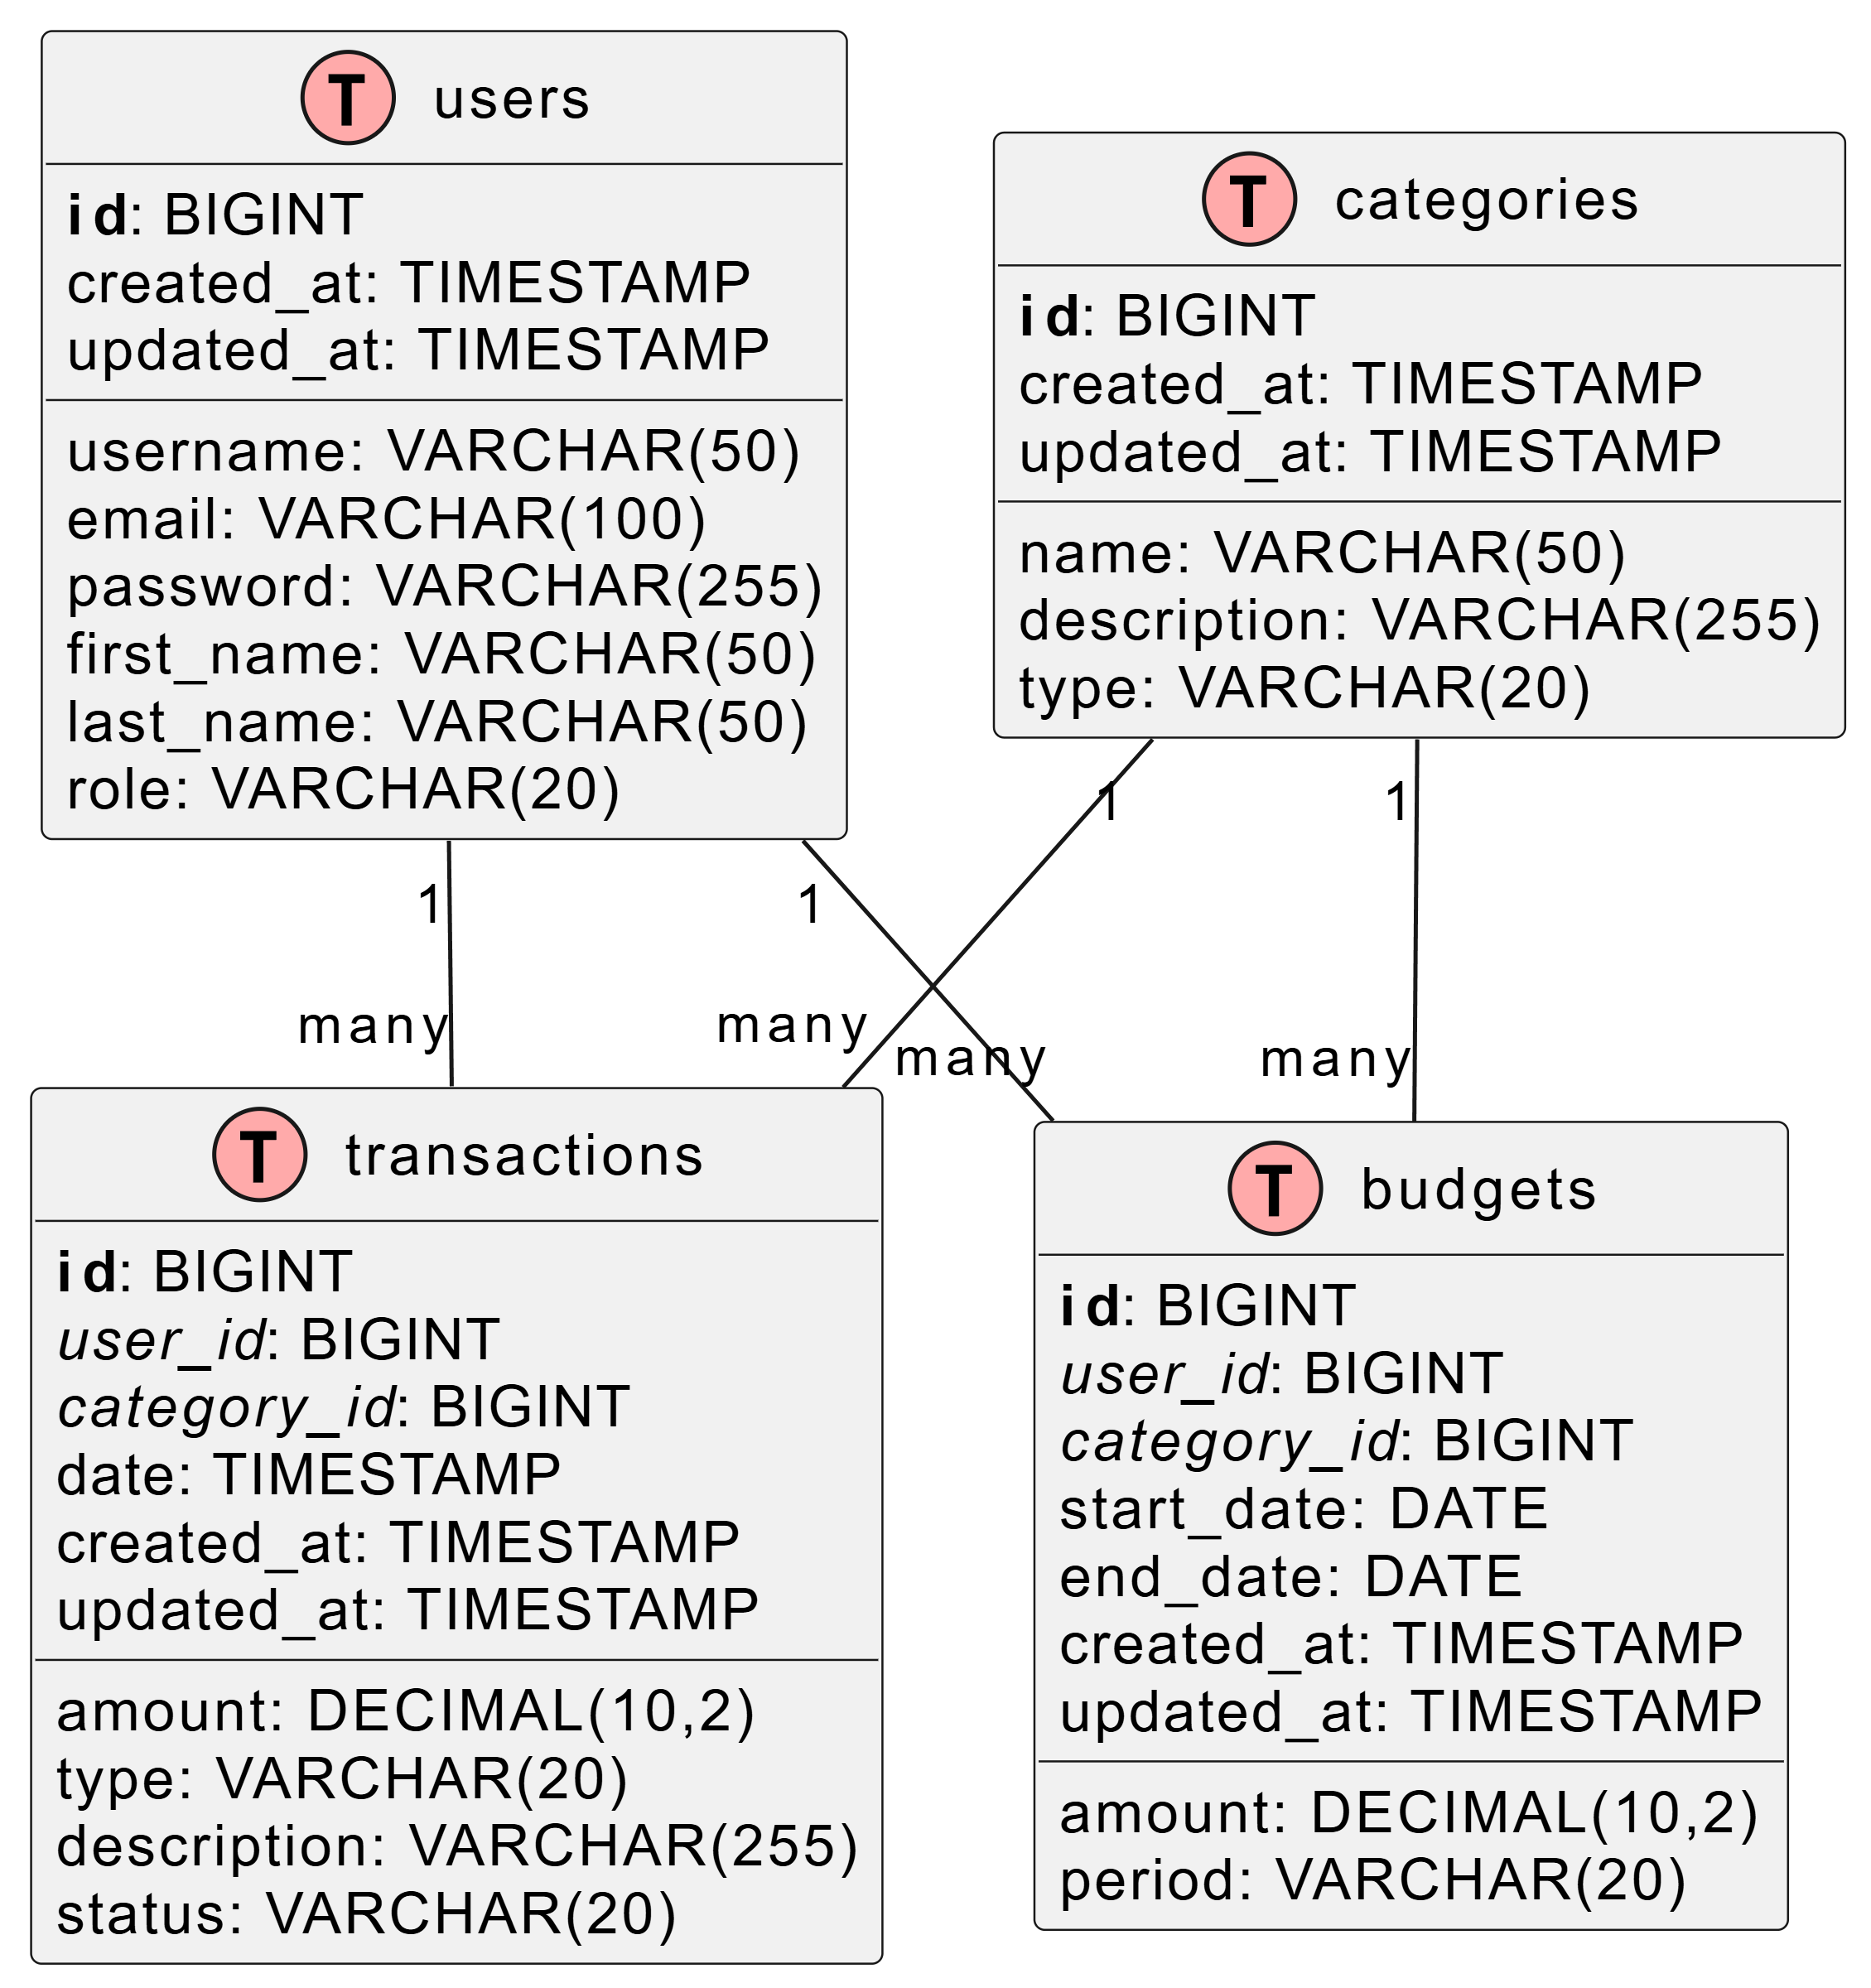 T users
id: BIGINT
created_at: TIMESTAMP
updated_at: TIMESTAMP
username: VARCHAR(50)
email: VARCHAR(100)
password: VARCHAR(255)
first_name: VARCHAR(50)
last_name: VARCHAR(50)
role: VARCHAR(20)
T categories
id: BIGINT
created_at: TIMESTAMP
updated_at: TIMESTAMP
name: VARCHAR(50)
description: VARCHAR(255)
type: VARCHAR(20)
1
1
1
1
many
many
many
many
T transactions
id: BIGINT
user_id: BIGINT
category_id: BIGINT
date: TIMESTAMP
created_at: TIMESTAMP
updated_at: TIMESTAMP
amount: DECIMAL(10,2)
type: VARCHAR(20)
description: VARCHAR(255)
status: VARCHAR(20)
T budgets
id: BIGINT
user_id: BIGINT
category_id: BIGINT
start_date: DATE
end_date: DATE
created_at: TIMESTAMP
updated_at: TIMESTAMP
amount: DECIMAL(10,2)
period: VARCHAR(20)